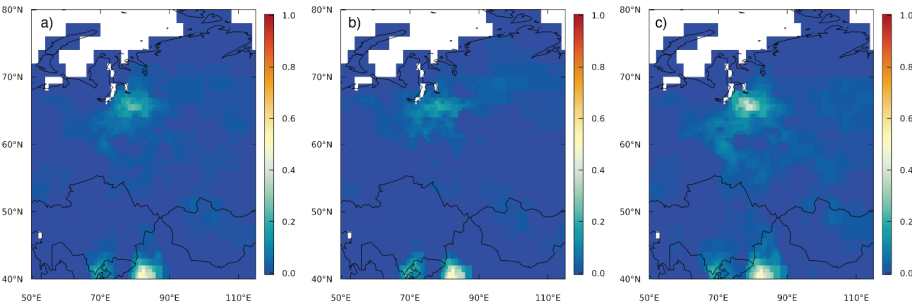 80°N a) 1.0 80°N b) 1.0 80°N c) 1.0
0.8 0.8 0.8
70°N 70°N 70°N
0.6 0.6 0.6
60°N 60°N 60°N
0.4 0.4 0.4
50°N 50°N 50°N
0.2 0.2 0.2
40°N 0.0 40°N 0.0 40°N 0.0
50°E 70°E 90°E 110°E 50°E 70°E 90°E 110°E 50°E 70°E 90°E 110°E